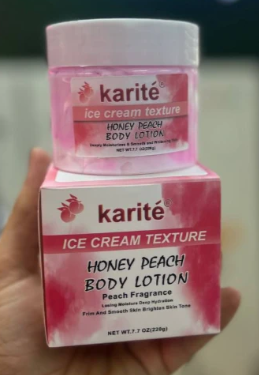 karité
ice cream texture
HONEY PEACH
BODY LOTION
NET WT.7.7 OZ(220g)
karité
ICE CREAM TEXTURE
HONEY PEACH
BODY LOTION
Peach Fragrance
Lasting Moisture Deep Hydration
Frim And Smooth Skin Brighten Skin Tone
NET WT.7.7 OZ(220g)